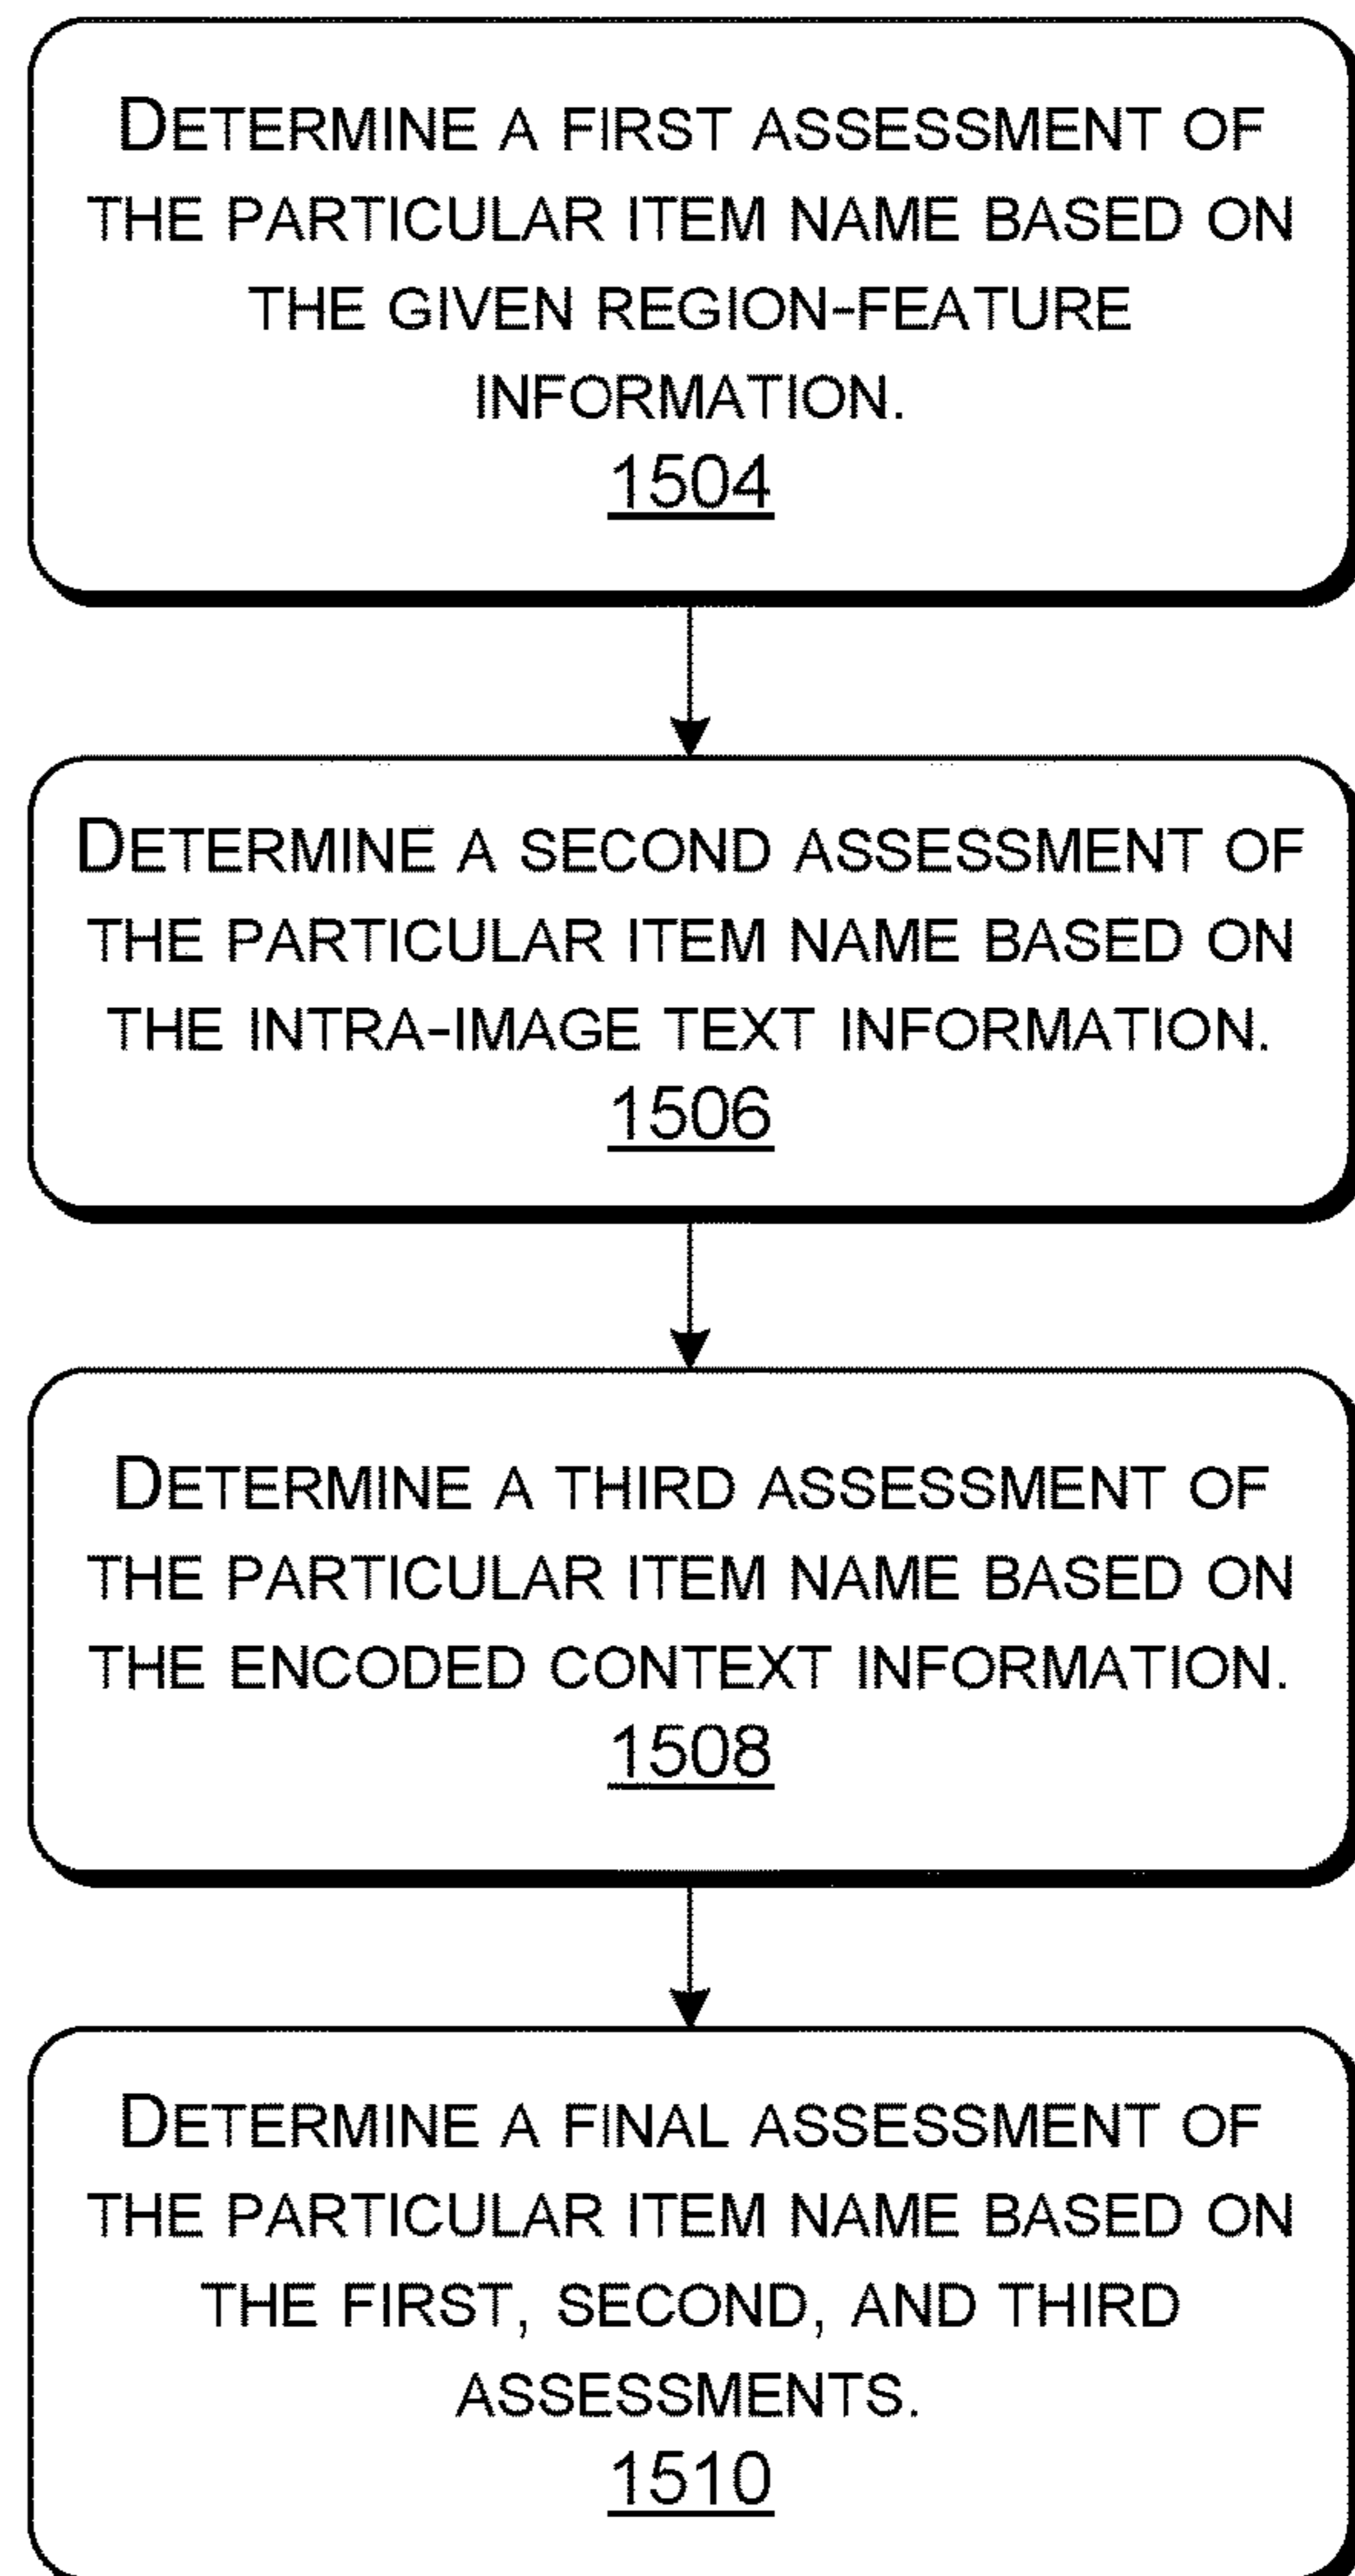 DETERMINE A FIRST ASSESSMENT OF
THE PARTICULAR ITEM NAME BASED ON
THE GIVEN REGION-FEATURE
INFORMATION.
1504
DETERMINE A SECOND ASSESSMENT OF
THE PARTICULAR ITEM NAME BASED ON
THE INTRA-IMAGE TEXT INFORMATION.
1506
DETERMINE A THIRD ASSESSMENT OF
THE PARTICULAR ITEM NAME BASED ON
THE ENCODED CONTEXT INFORMATION.
1508
DETERMINE A FINAL ASSESSMENT OF
THE PARTICULAR ITEM NAME BASED ON
THE FIRST, SECOND, AND THIRD
ASSESSMENTS.
1510